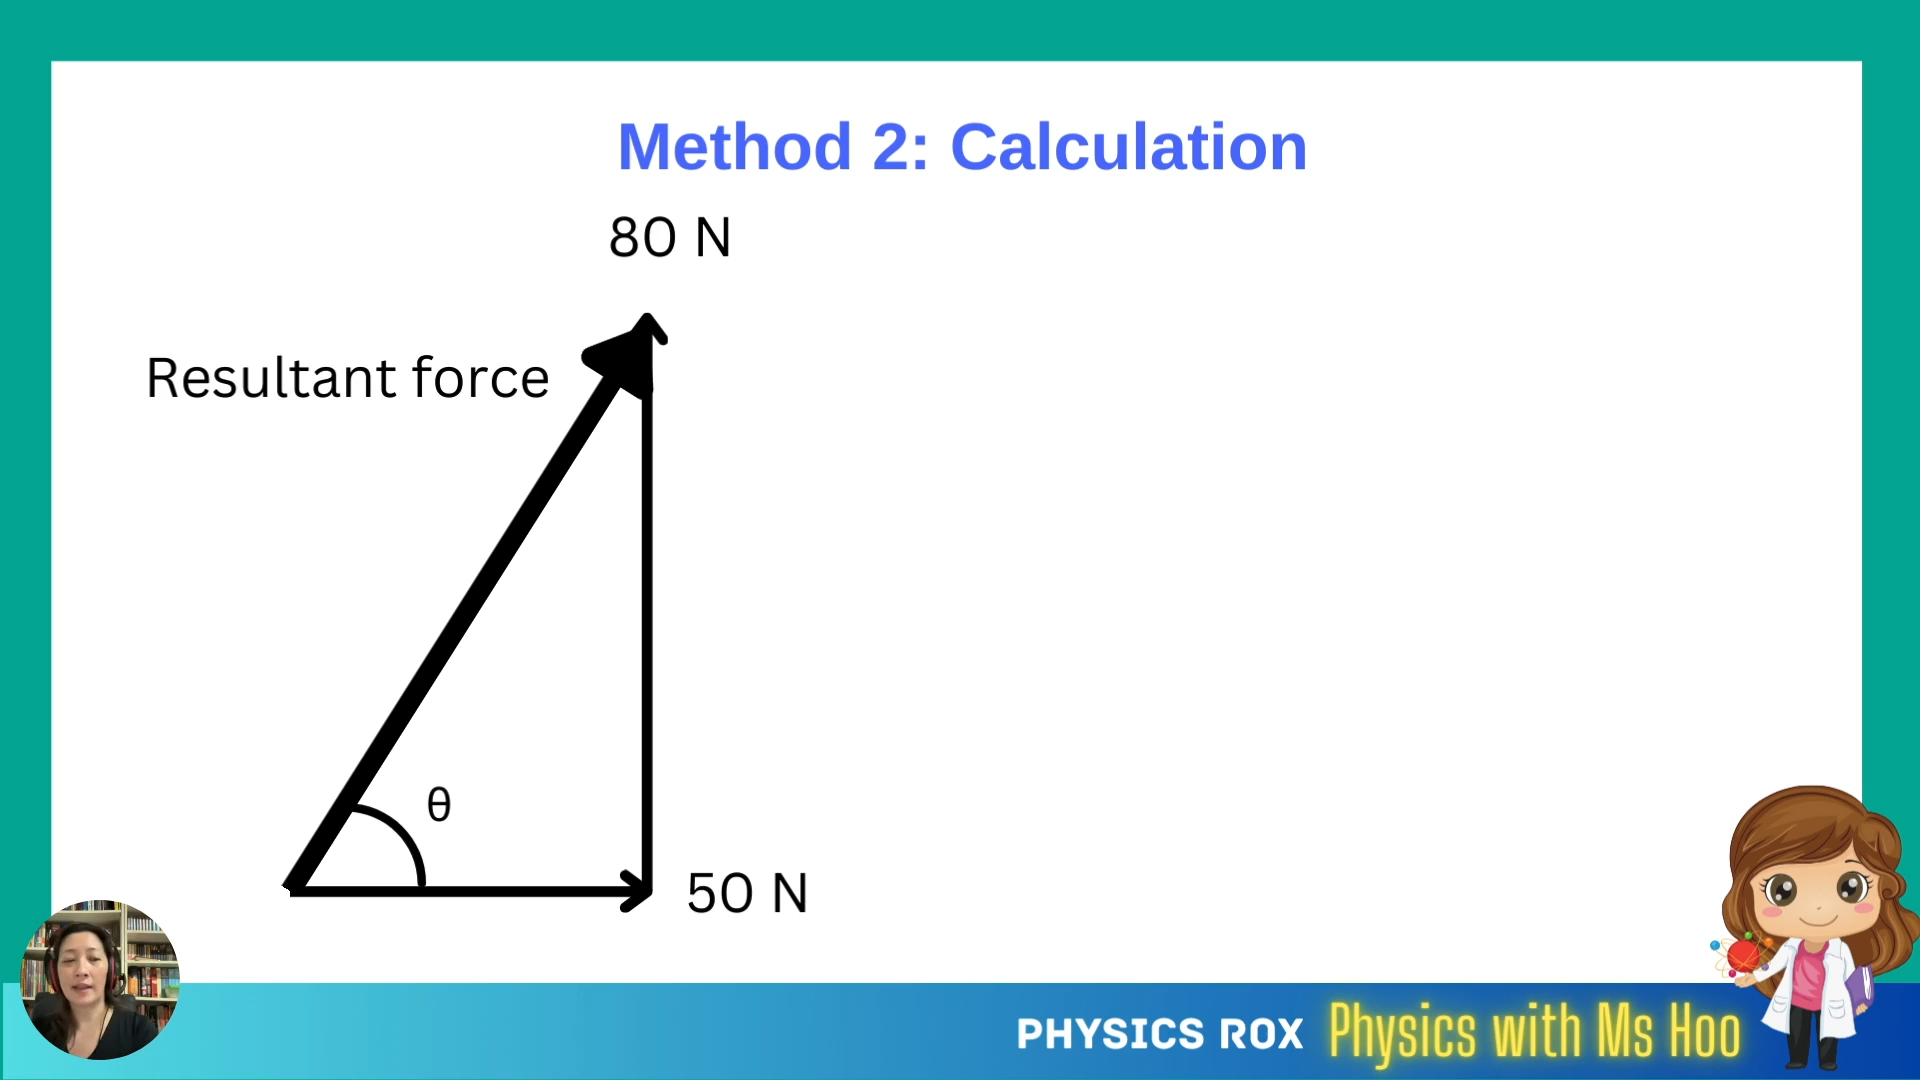 Method 2: Calculation
80 N
Resultant force
θ
50 N
PHYSICS ROX Physics with Ms Hoo